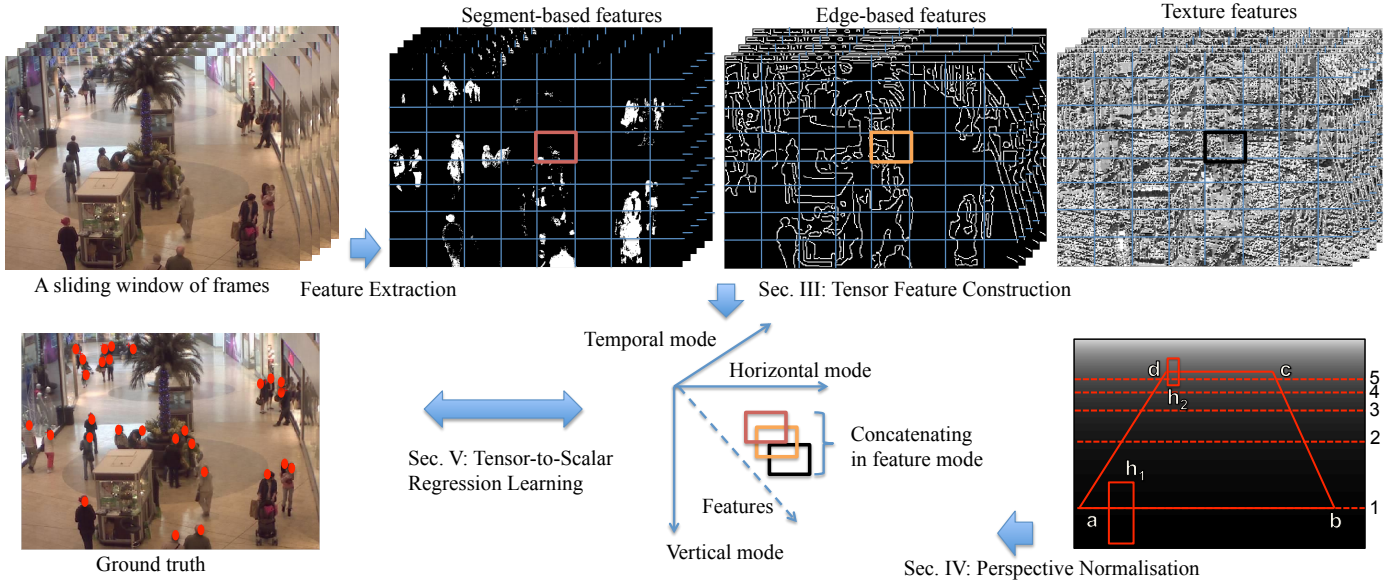 Segment-based features
Edge-based features
Texture features
A sliding window of frames
Feature Extraction
Sec. III: Tensor Feature Construction
Temporal mode
Horizontal mode
Concatenating
in feature mode
Sec. V: Tensor-to-Scalar
Regression Learning
Features
Vertical mode
Ground truth
d
c
h2
h1
a
b
5
4
3
2
1
Sec. IV: Perspective Normalisation